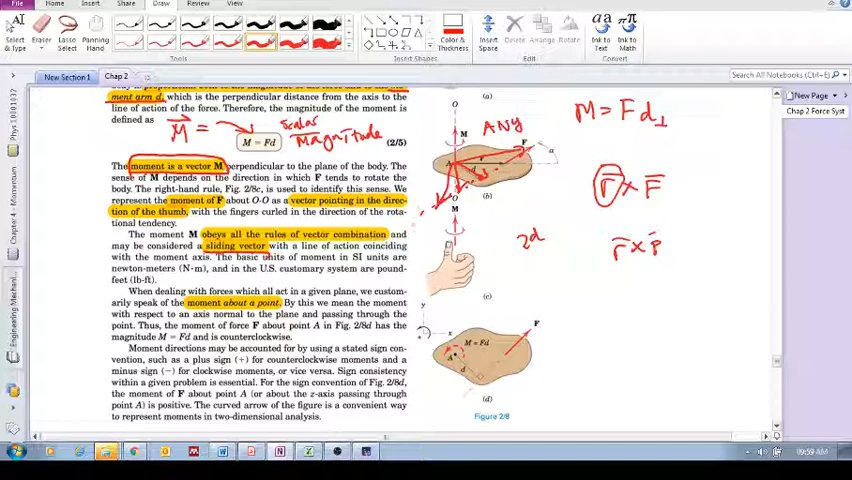 File Home Insert Share Draw History Review View
Select & Type
Eraser
Lasso Select
Panning Hand
Tools
Insert Shapes
Color & Thickness
Insert Space
Delete
Arrange
Rotate
Edit
Ink to Text
Ink to Math
Convert
New Section 1
Chap 2
Search All Notebooks (Ctrl+E)
New Page
Chap 2 Force Syst
Phys 1010/1037
Chapter 4 - Momentum
Engineering Mechani
ment arm d, which is the perpendicular distance from the axis to the
line of action of the force. Therefore, the magnitude of the moment is
defined as
M =
scalar
Magnitude
M = Fd
(2/5)
The moment is a vector M perpendicular to the plane of the body. The
sense of M depends on the direction in which F tends to rotate the
body. The right-hand rule, Fig. 2/8c, is used to identify this sense. We
represent the moment of F about O-O as a vector pointing in the direc-
tion of the thumb, with the fingers curled in the direction of the rota-
tional tendency.
The moment M obeys all the rules of vector combination and
may be considered a sliding vector with a line of action coinciding
with the moment axis. The basic units of moment in SI units are
newton-meters (N·m), and in the U.S. customary system are pound-
feet (lb-ft).
When dealing with forces which all act in a given plane, we custom-
arily speak of the moment about a point. By this we mean the moment
with respect to an axis normal to the plane and passing through the
point. Thus, the moment of force F about point A in Fig. 2/8d has the
magnitude M = Fd and is counterclockwise.
Moment directions may be accounted for by using a stated sign con-
vention, such as a plus sign (+) for counterclockwise moments and a
minus sign (−) for clockwise moments, or vice versa. Sign consistency
within a given problem is essential. For the sign convention of Fig. 2/8d,
the moment of F about point A (or about the z-axis passing through
point A) is positive. The curved arrow of the figure is a convenient way
to represent moments in two-dimensional analysis.
(a)
O
M
ANY
F
A
r
α
d
O
(b)
M
2d
(c)
y
x
F
M = Fd
A
d
(d)
Figure 2/8
M = Fd⊥
r × F
r × F
09:59 AM